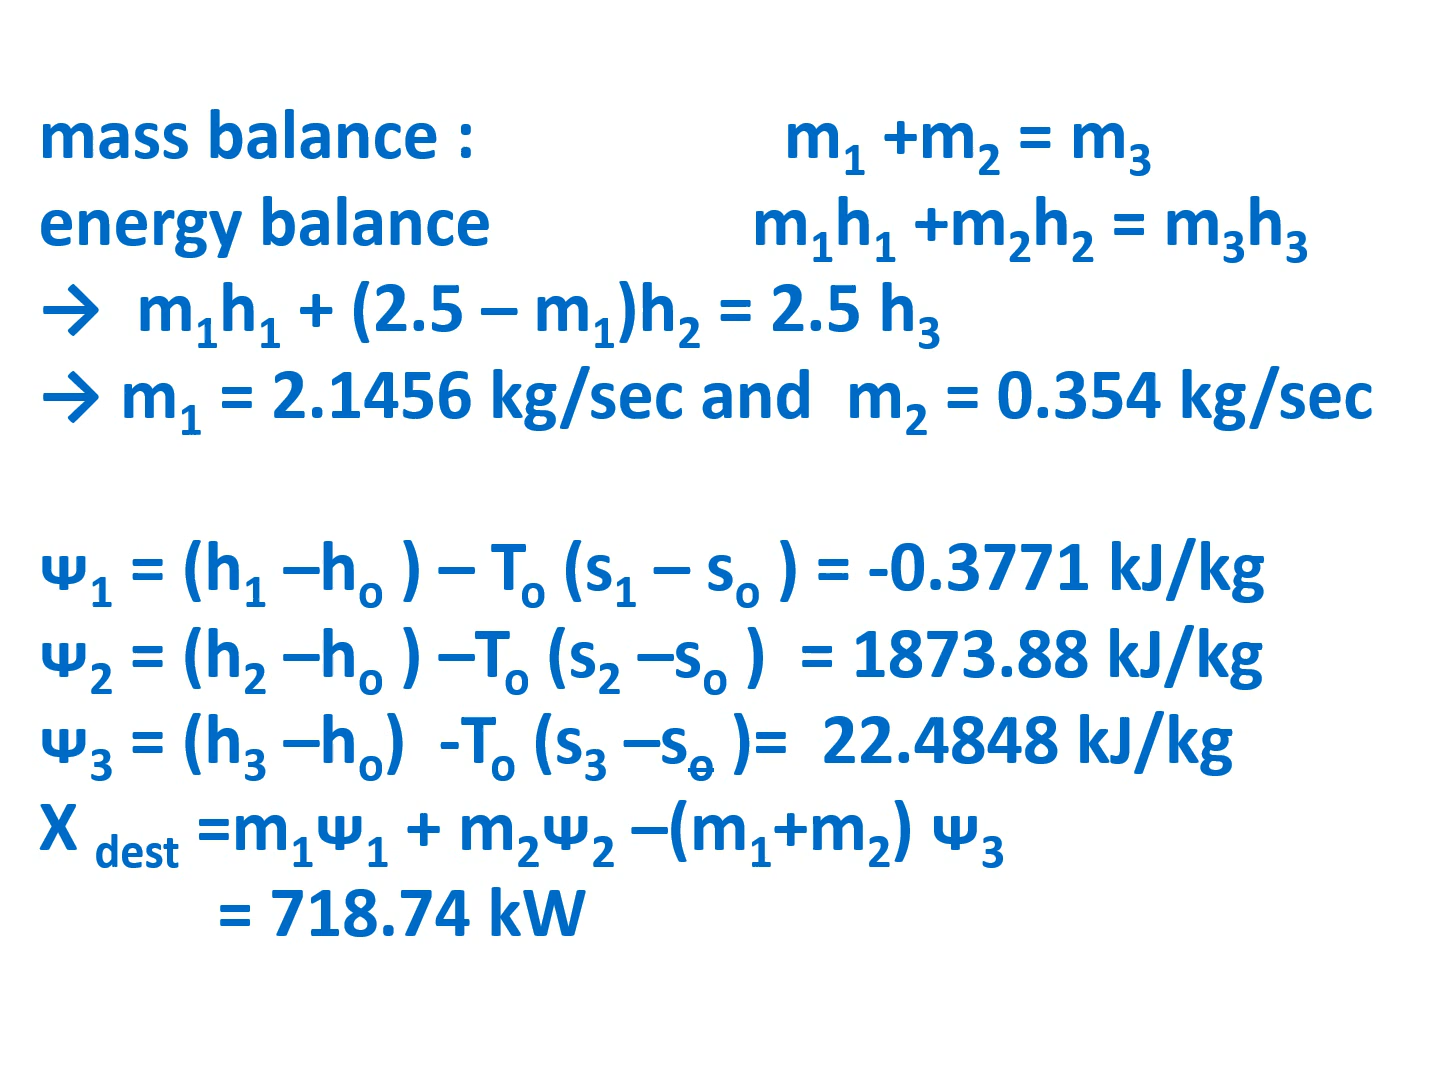 mass balance : m₁ +m₂ = m₃
energy balance m₁h₁ +m₂h₂ = m₃h₃
→ m₁h₁ + (2.5 – m₁)h₂ = 2.5 h₃
→ m₁ = 2.1456 kg/sec and m₂ = 0.354 kg/sec
ψ₁ = (h₁ –hₒ ) – Tₒ (s₁ – sₒ ) = -0.3771 kJ/kg
ψ₂ = (h₂ –hₒ ) –Tₒ (s₂ –sₒ ) = 1873.88 kJ/kg
ψ₃ = (h₃ –hₒ) -Tₒ (s₃ –sₒ )= 22.4848 kJ/kg
X dest =m₁ψ₁ + m₂ψ₂ –(m₁+m₂) ψ₃
= 718.74 kW